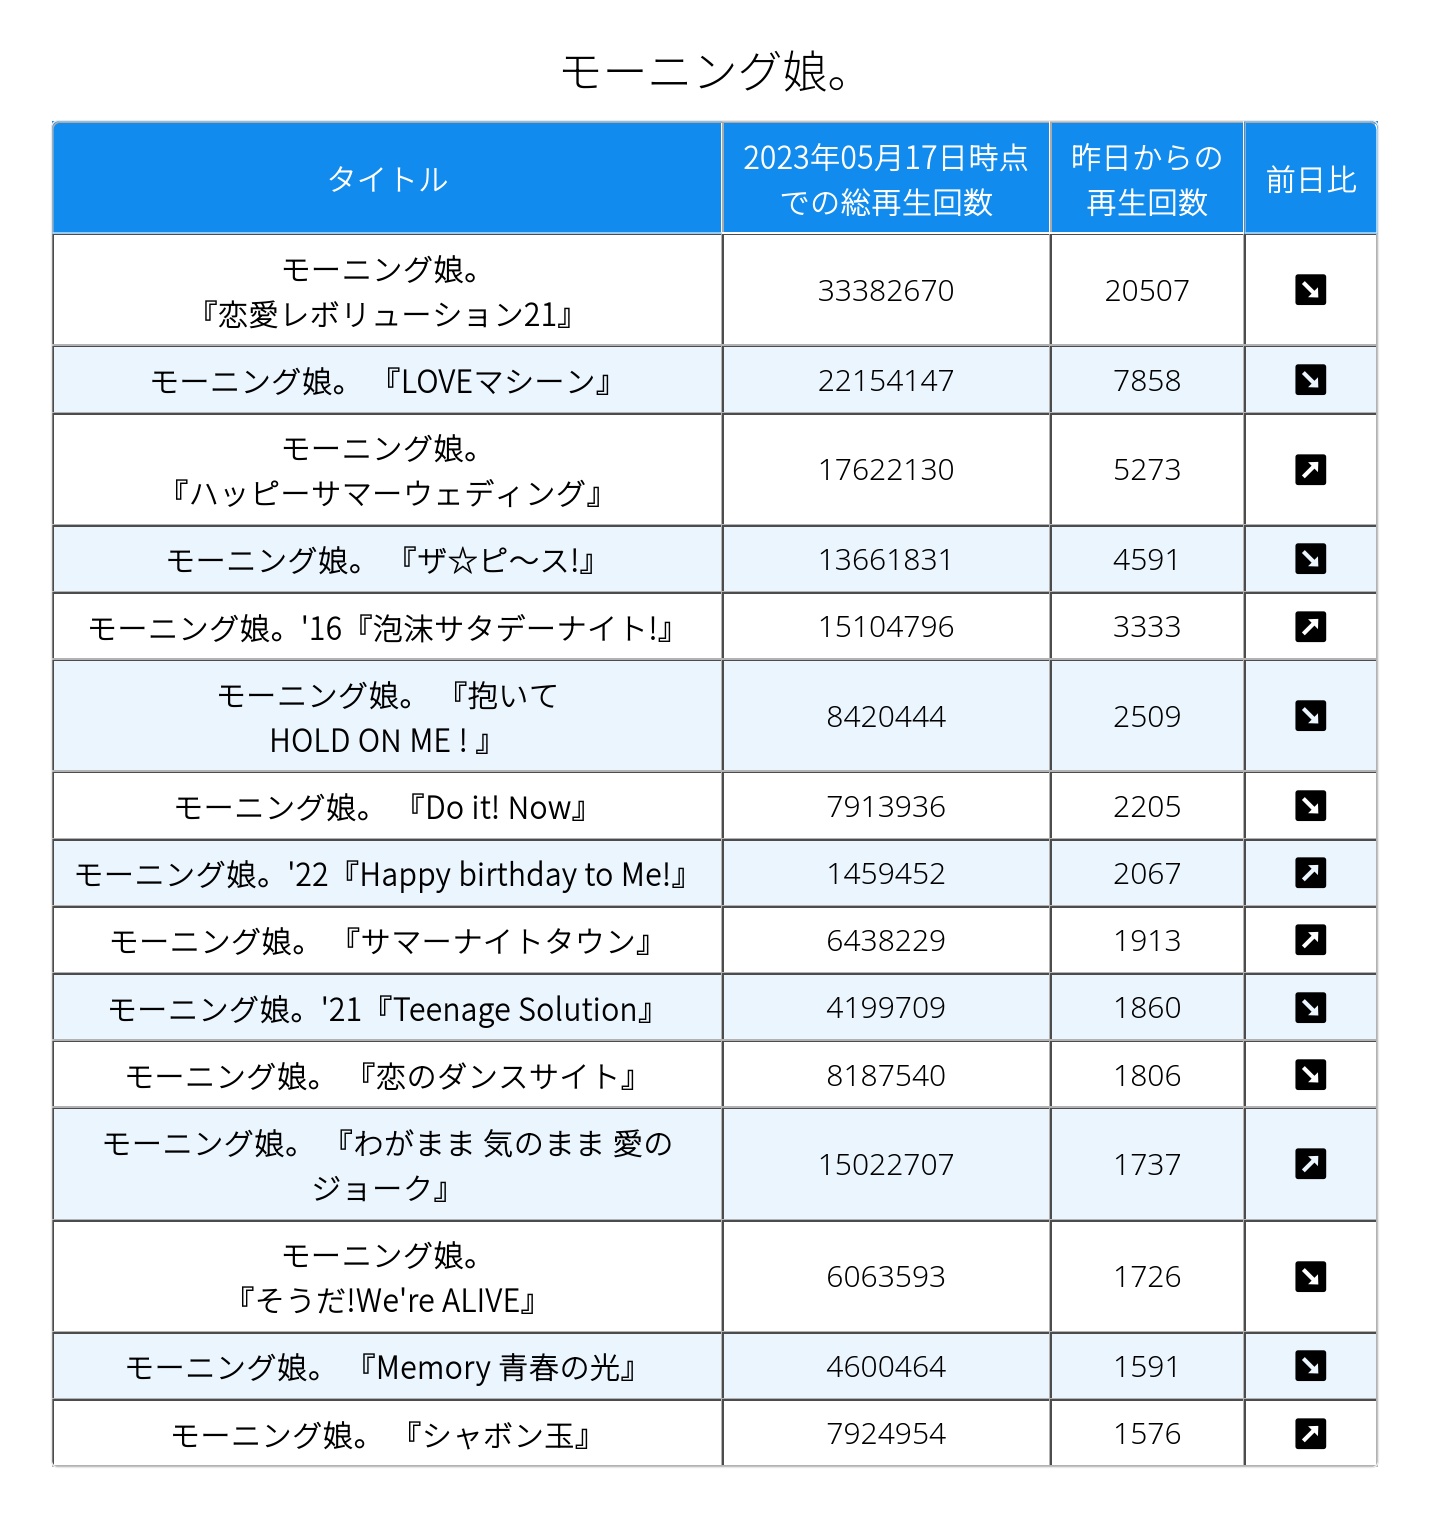 モーニング娘。
タイトル
2023年05月17日時点
での総再生回数
昨日からの
再生回数
前日比
モーニング娘。
『恋愛レボリューション21』
33382670
20507
モーニング娘。 『LOVEマシーン』
22154147
7858
モーニング娘。
『ハッピーサマーウェディング』
17622130
5273
モーニング娘。 『ザ☆ピ〜ス!』
13661831
4591
モーニング娘。'16『泡沫サタデーナイト!』
15104796
3333
モーニング娘。 『抱いて
HOLD ON ME ! 』
8420444
2509
モーニング娘。 『Do it! Now』
7913936
2205
モーニング娘。'22『Happy birthday to Me!』
1459452
2067
モーニング娘。 『サマーナイトタウン』
6438229
1913
モーニング娘。'21『Teenage Solution』
4199709
1860
モーニング娘。 『恋のダンスサイト』
8187540
1806
モーニング娘。 『わがまま 気のまま 愛の
ジョーク』
15022707
1737
モーニング娘。
『そうだ!We're ALIVE』
6063593
1726
モーニング娘。 『Memory 青春の光』
4600464
1591
モーニング娘。 『シャボン玉』
7924954
1576